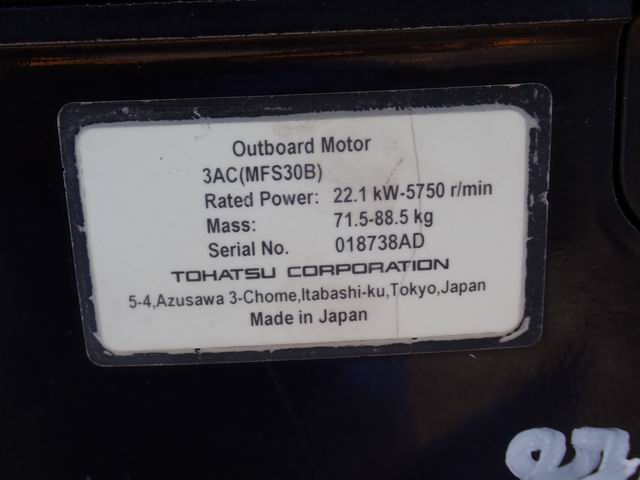 Outboard Motor
3AC(MFS30B)
Rated Power: 22.1 kW-5750 r/min
Mass: 71.5-88.5 kg
Serial No. 018738AD
TOHATSU CORPORATION
5-4,Azusawa 3-Chome,Itabashi-ku,Tokyo,Japan
Made in Japan